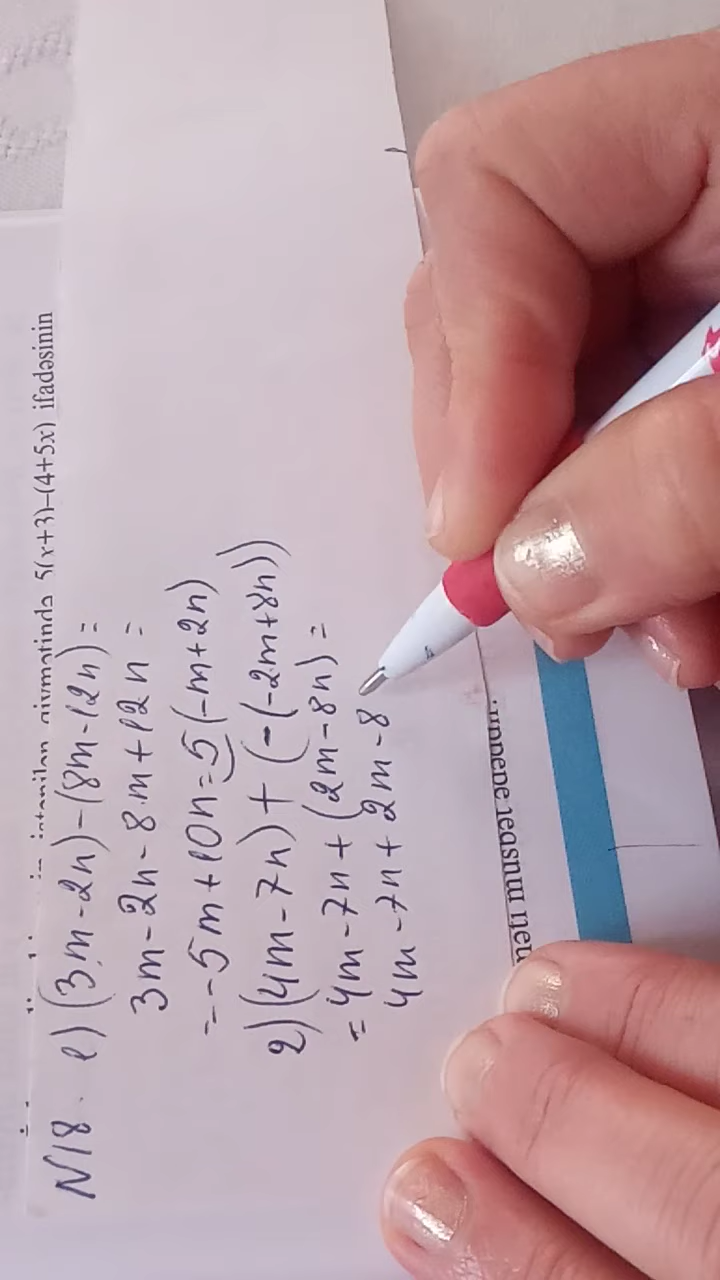 5(x+3)-(4+5x) ifadəsinin
N18. 1) (3m-2n)-(8m-12n)=
3m-2n-8m+12n=
=-5m+10n=5(-m+2n)
2) (4m-7n)+(-(-2m+8n))
=4m-7n+(2m-8n)=
4m-7n+2m-8